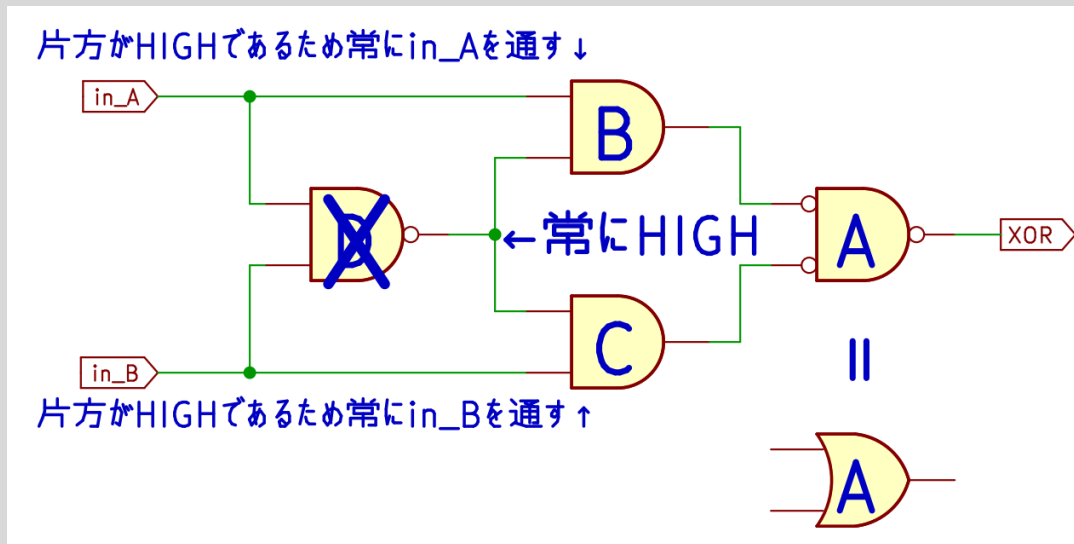 片方がHIGHであるため常にin_Aを通す↓
in_A
B
D
←常にHIGH
A
XOR
C
in_B
片方がHIGHであるため常にin_Bを通す↑
=
A